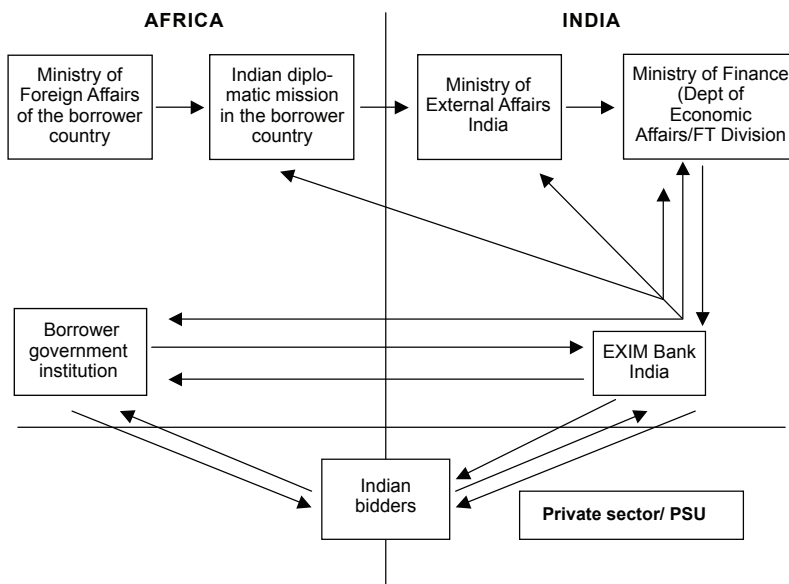 AFRICA
INDIA
Ministry of
Foreign Affairs
of the borrower
country
Indian diplo-
matic mission
in the borrower
country
Ministry of
External Affairs
India
Ministry of Finance
(Dept of
Economic
Affairs/FT Division
Borrower
government
institution
EXIM Bank
India
Indian
bidders
Private sector/ PSU